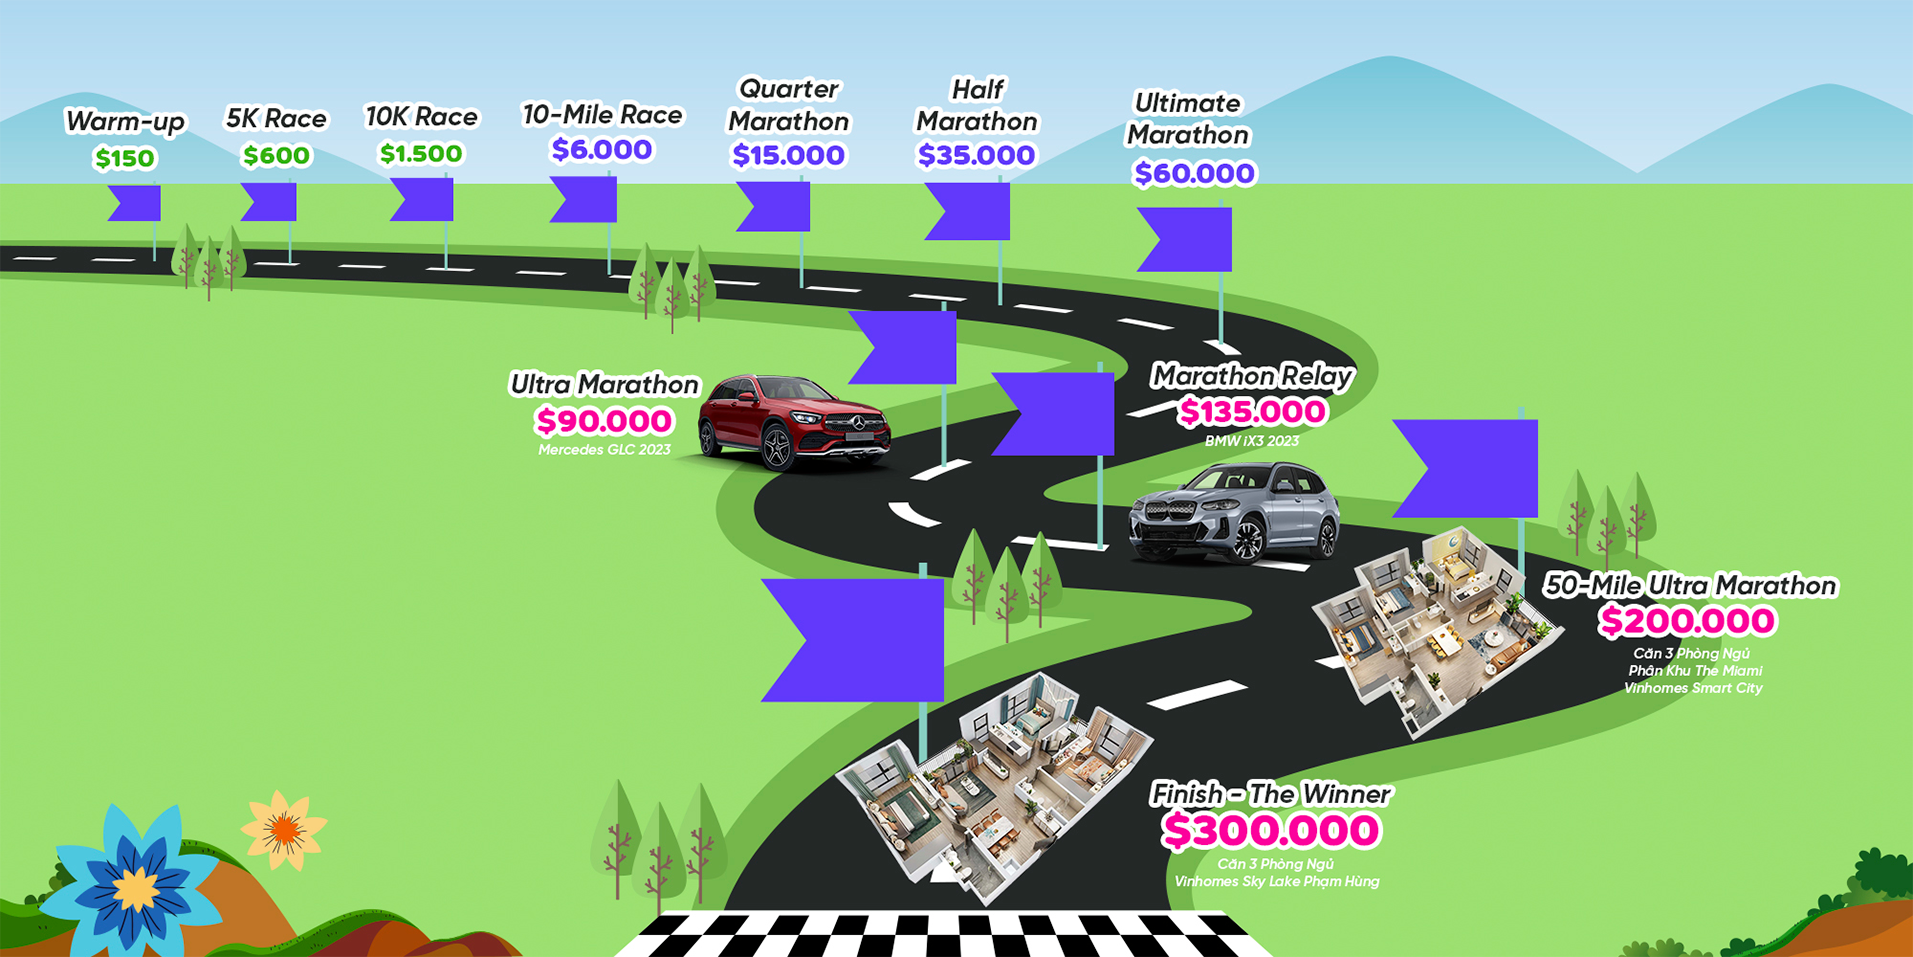 Warm-up
$150
5K Race
$600
10K Race
$1.500
10-Mile Race
$6.000
Quarter
Marathon
$15.000
Half
Marathon
$35.000
Ultimate
Marathon
$60.000
Ultra Marathon
$90.000
Mercedes GLC 2023
Marathon Relay
$135.000
BMW iX3 2023
50-Mile Ultra Marathon
$200.000
Căn 3 Phòng Ngủ
Phân Khu The Miami
Vinhomes Smart City
Finish - The Winner
$300.000
Căn 3 Phòng Ngủ
Vinhomes Sky Lake Phạm Hùng